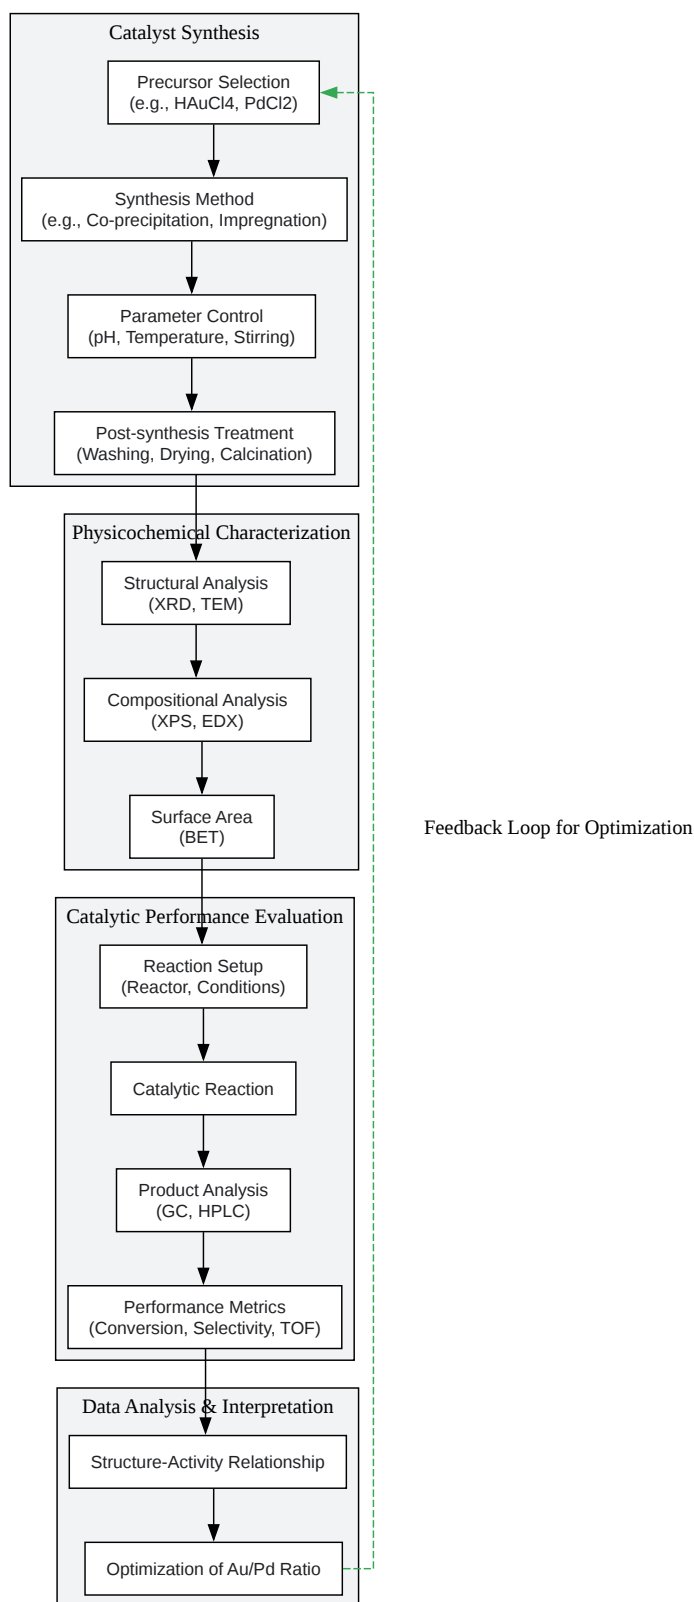 Catalyst Synthesis
Precursor Selection
(e.g., HAuCl4, PdCl2)
Synthesis Method
(e.g., Co-precipitation, Impregnation)
Parameter Control
(pH, Temperature, Stirring)
Post-synthesis Treatment
(Washing, Drying, Calcination)
Physicochemical Characterization
Structural Analysis
(XRD, TEM)
Compositional Analysis
(XPS, EDX)
Surface Area
(BET)
Feedback Loop for Optimization
Catalytic Performance Evaluation
Reaction Setup
(Reactor, Conditions)
Catalytic Reaction
Product Analysis
(GC, HPLC)
Performance Metrics
(Conversion, Selectivity, TOF)
Data Analysis & Interpretation
Structure-Activity Relationship
Optimization of Au/Pd Ratio